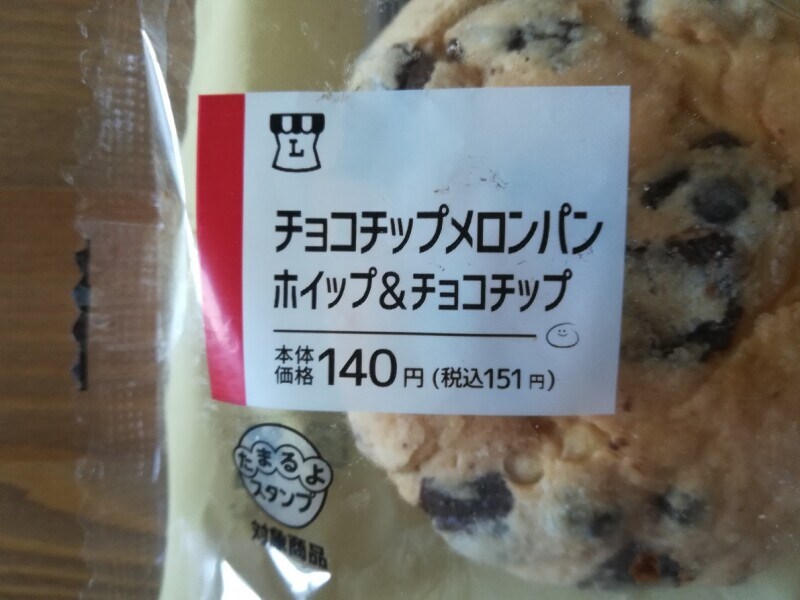 L
チョコチップメロンパン
ホイップ&チョコチップ
本体価格140円(税込151円)
たまるよ
スタンプ
対象商品